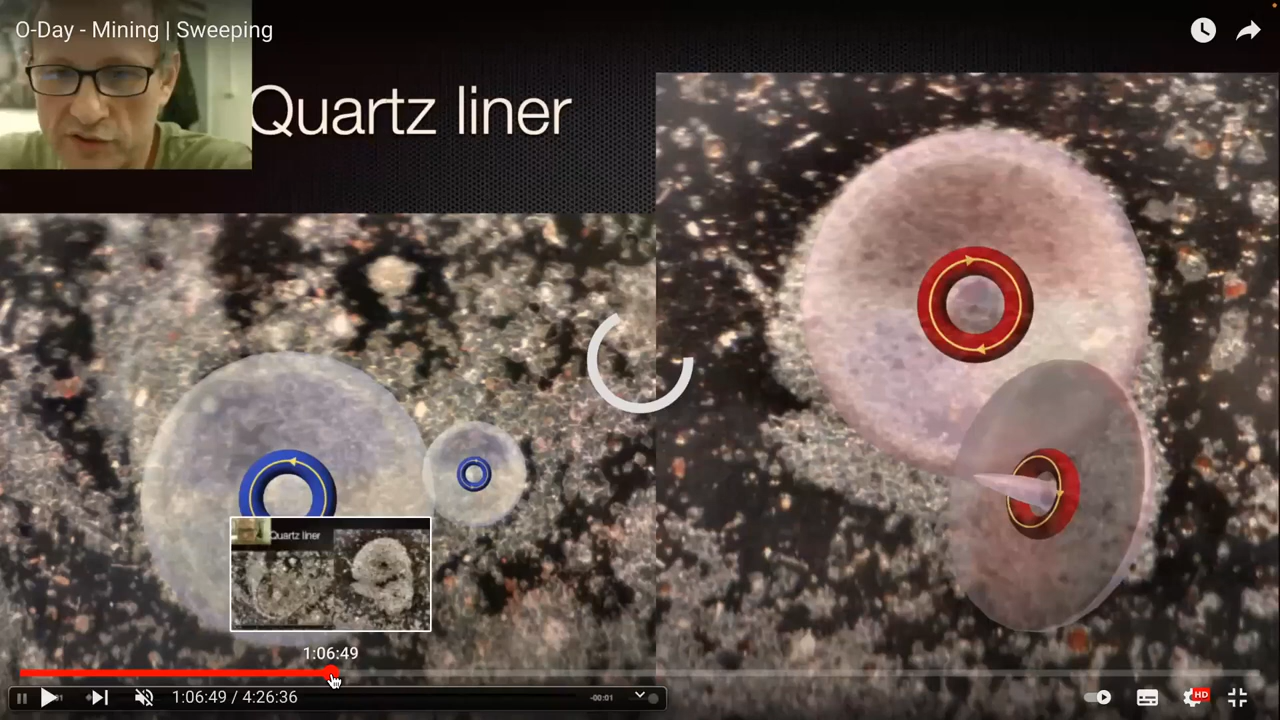 O-Day - Mining | Sweeping
Quartz liner
Quartz liner
1:06:49
1:06:49 / 4:26:36
-00:01
HD